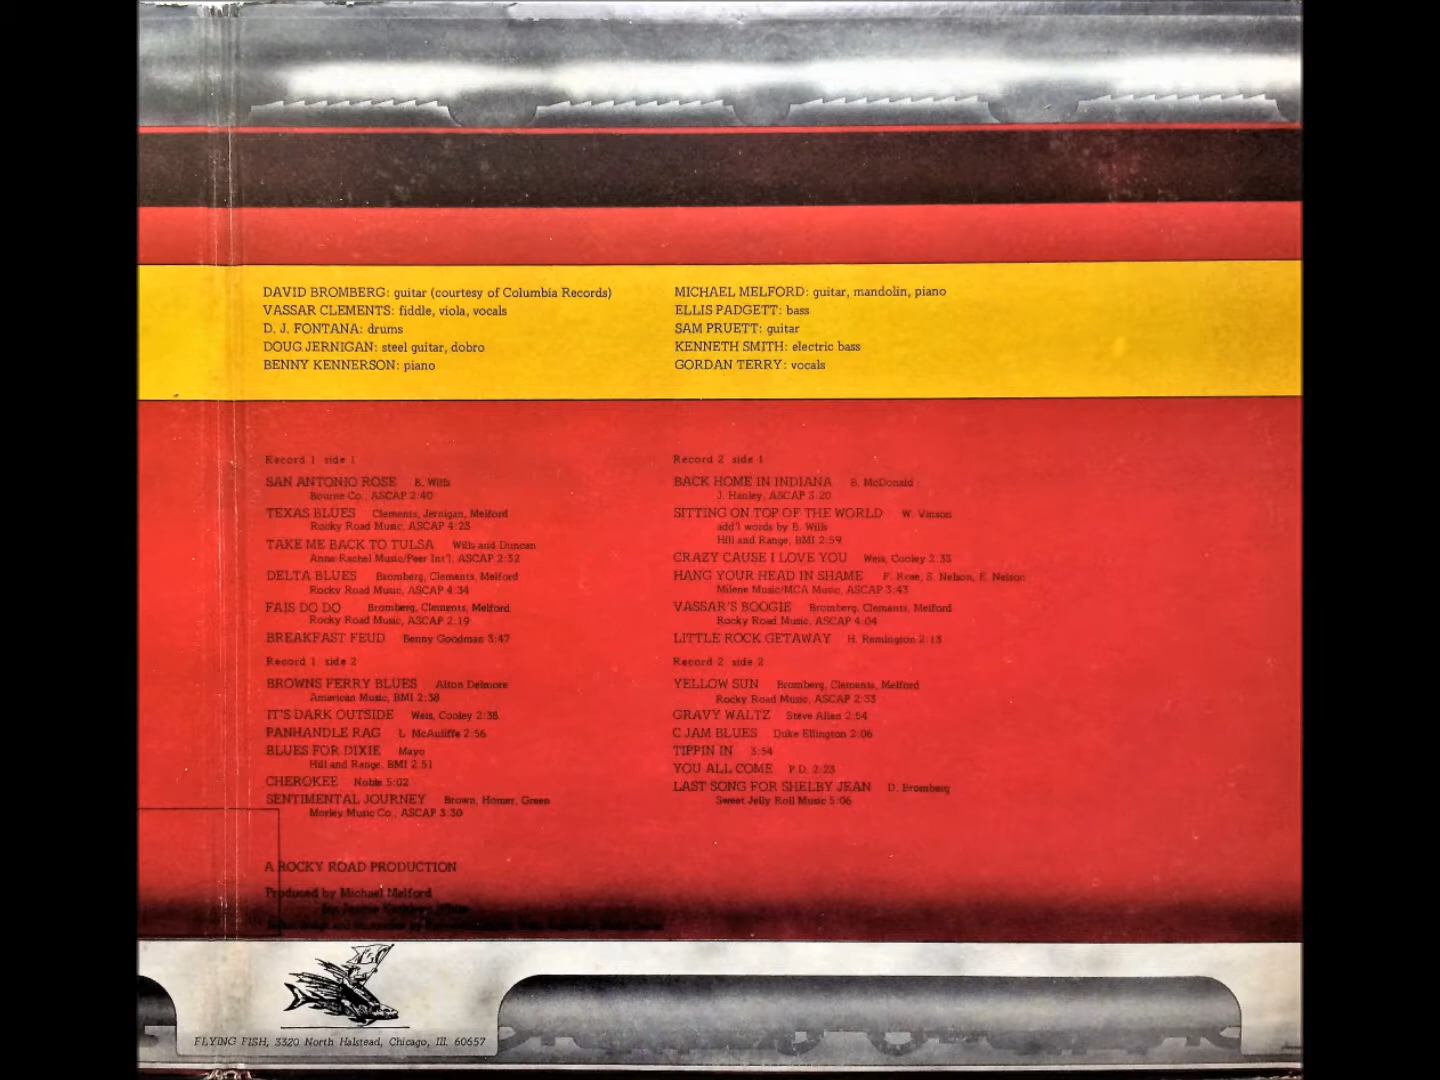 DAVID BROMBERG: guitar (courtesy of Columbia Records)
VASSAR CLEMENTS: fiddle, viola, vocals
D. J. FONTANA: drums
DOUG JERNIGAN: steel guitar, dobro
BENNY KENNERSON: piano
MICHAEL MELFORD: guitar, mandolin, piano
ELLIS PADGETT: bass
SAM PRUETT: guitar
KENNETH SMITH: electric bass
GORDAN TERRY: vocals
Record 1 side 1
SAN ANTONIO ROSE B. Wills
Bourne Co., ASCAP 2:40
TEXAS BLUES Clements, Jernigan, Melford
Rocky Road Music, ASCAP 4:23
TAKE ME BACK TO TULSA Wills and Duncan
Anne-Rachel Music/Peer Int'l. ASCAP 2:32
DELTA BLUES Bromberg, Clements, Melford
Rocky Road Music, ASCAP 4:34
FAIS DO DO Bromberg, Clements, Melford
Rocky Road Music, ASCAP 2:19
BREAKFAST FEUD Benny Goodman 3:47
Record 1 side 2
BROWNS FERRY BLUES Alton Delmore
American Music, BMI 2:38
IT'S DARK OUTSIDE Weis, Cooley 2:38
PANHANDLE RAG L. McAuliffe 2:56
BLUES FOR DIXIE Mayo
Hill and Range, BMI 2:51
CHEROKEE Noble 5:02
SENTIMENTAL JOURNEY Brown, Homer, Green
Morley Music Co., ASCAP 3:30
Record 2 side 1
BACK HOME IN INDIANA B. McDonald
J. Hanley, ASCAP 3:20
SITTING ON TOP OF THE WORLD W. Vinson
add'l words by B. Wills
Hill and Range, BMI 2:59
CRAZY CAUSE I LOVE YOU Weis, Cooley 2:33
HANG YOUR HEAD IN SHAME F. Rose, S. Nelson, E. Nelson
Milene Music/MCA Music, ASCAP 3:43
VASSAR'S BOOGIE Bromberg, Clements, Melford
Rocky Road Music, ASCAP 4:04
LITTLE ROCK GETAWAY H. Remington 2:13
Record 2 side 2
YELLOW SUN Bromberg, Clements, Melford
Rocky Road Music, ASCAP 2:33
GRAVY WALTZ Steve Allen 2:54
C JAM BLUES Duke Ellington 2:06
TIPPIN IN 3:54
YOU ALL COME P.D. 2:23
LAST SONG FOR SHELBY JEAN D. Bromberg
Sweet Jelly Roll Music 5:06
A ROCKY ROAD PRODUCTION
Produced by Michael Melford
FLYING FISH, 3320 North Halstead, Chicago, Ill. 60657